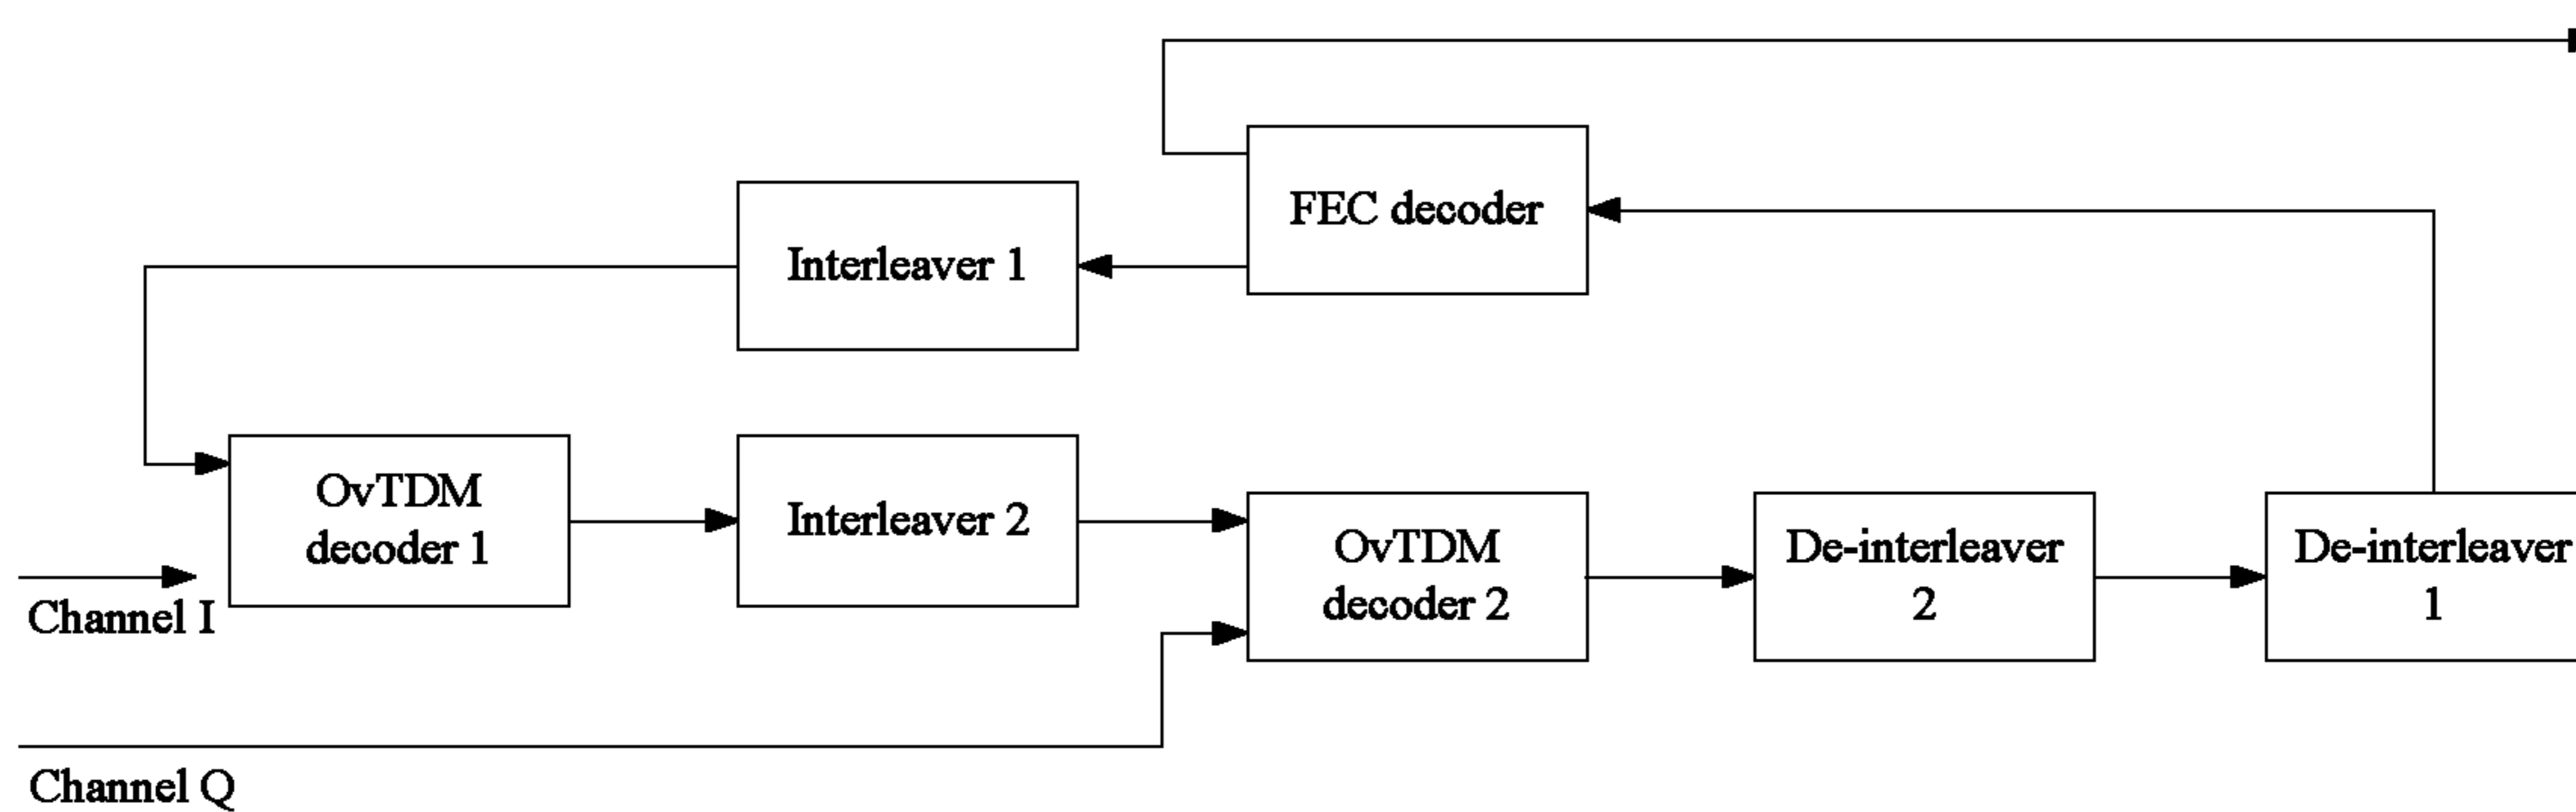 FEC decoder
Interleaver 1
OvTDM
decoder 1
Interleaver 2
OvTDM
decoder 2
De-interleaver
2
De-interleaver
1
Channel I
Channel Q